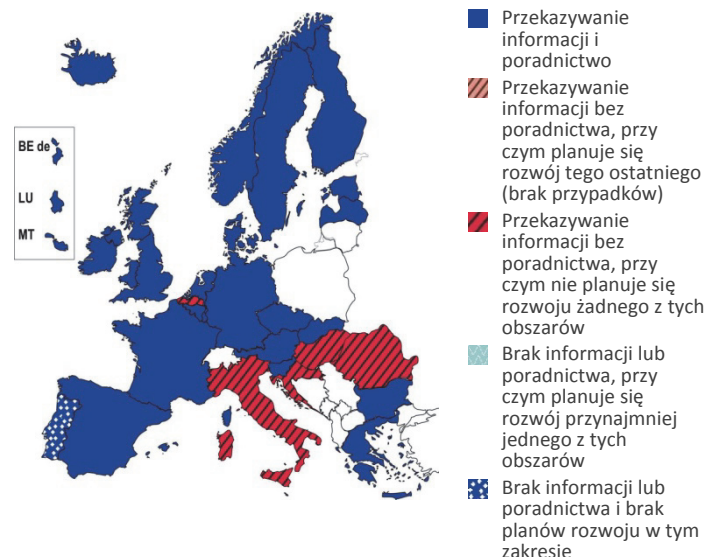 BE de
LU
MT
Przekazywanie
informacji i
poradnictwo
Przekazywanie
informacji bez
poradnictwa, przy
czym planuje się
rozwój tego ostatniego
(brak przypadków)
Przekazywanie
informacji bez
poradnictwa, przy
czym nie planuje się
rozwoju żadnego z tych
obszarów
Brak informacji lub
poradnictwa, przy
czym planuje się
rozwój przynajmniej
jednego z tych
obszarów
Brak informacji lub
poradnictwa i brak
planów rozwoju w tym
zakresie